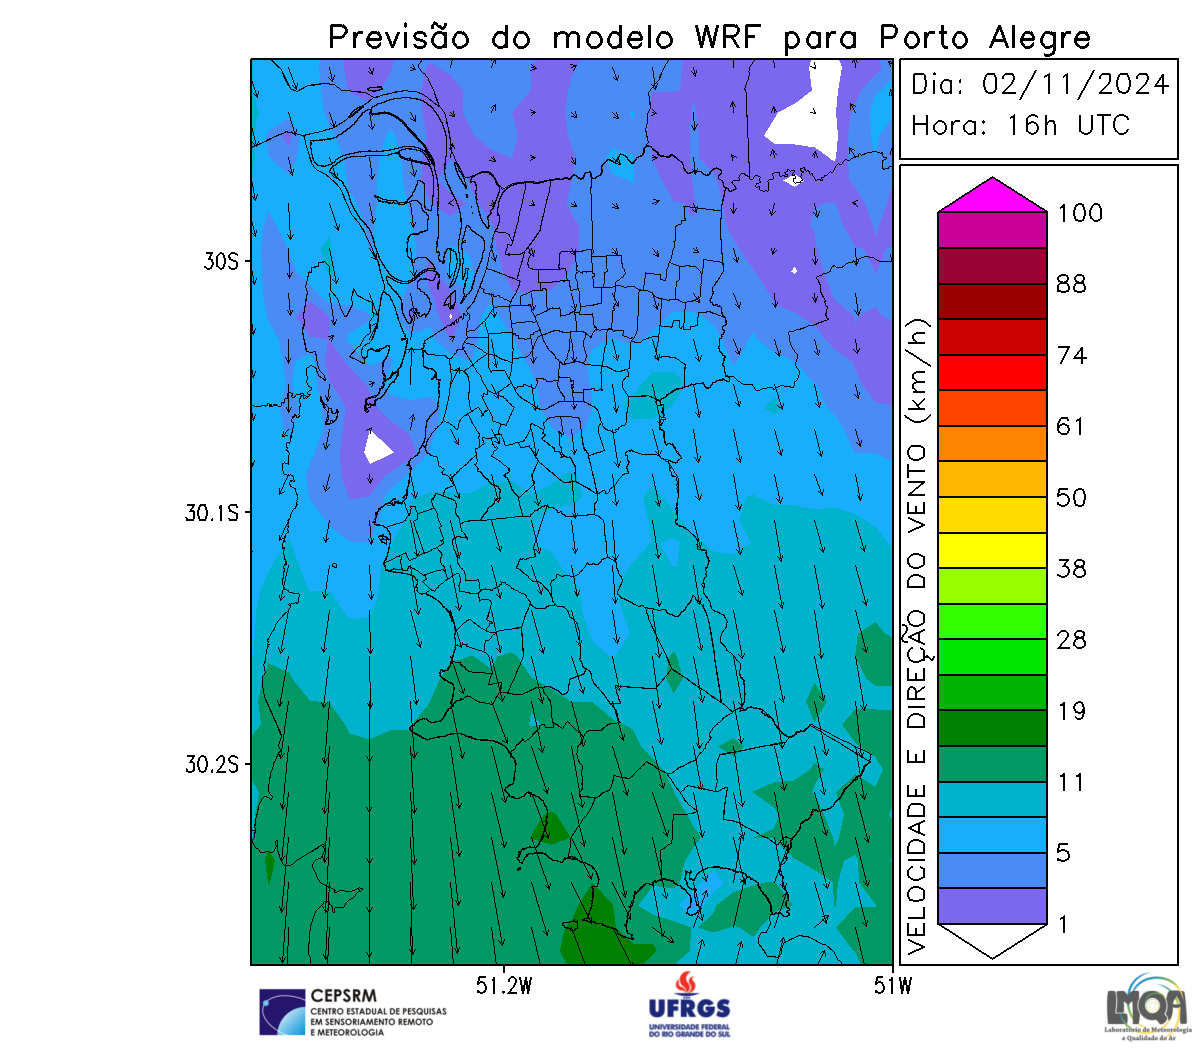 Previsão do modelo WRF para Porto Alegre
Dia: 02/11/2024
Hora: 16h UTC
30S
30.1S
30.2S
51.2W
51W
VELOCIDADE E DIREÇÃO DO VENTO (km/h)
100
88
74
61
50
38
28
19
11
5
1
CEPSRM
CENTRO ESTADUAL DE PESQUISAS
EM SENSORIAMENTO REMOTO
E METEOROLOGIA
UFRGS
UNIVERSIDADE FEDERAL
DO RIO GRANDE DO SUL
LMQA
Laboratório de Meteorologia
e Qualidade do Ar